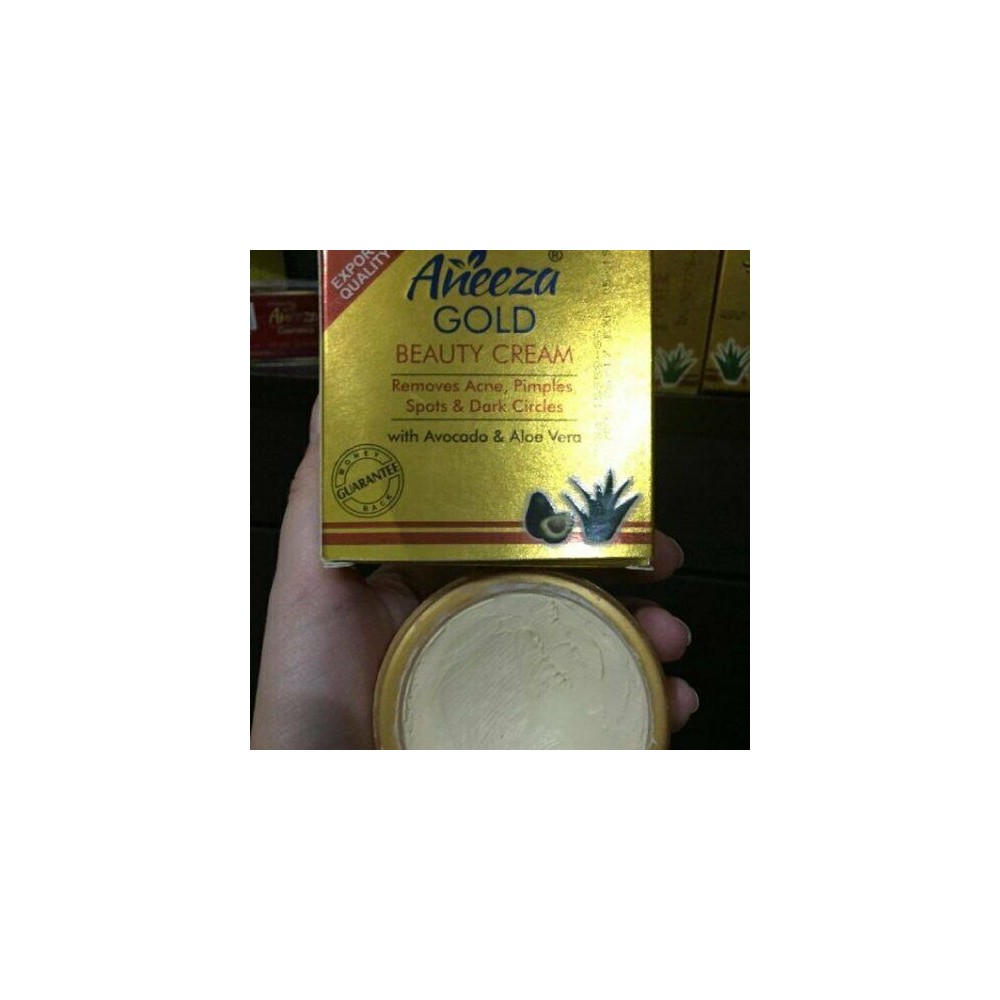 EXPORT
QUALITY
Aneeza®
GOLD
BEAUTY CREAM
Removes Acne, Pimples,
Spots & Dark Circles
with Avocado & Aloe Vera
MONEY
GUARANTEE
BACK
Aneeza